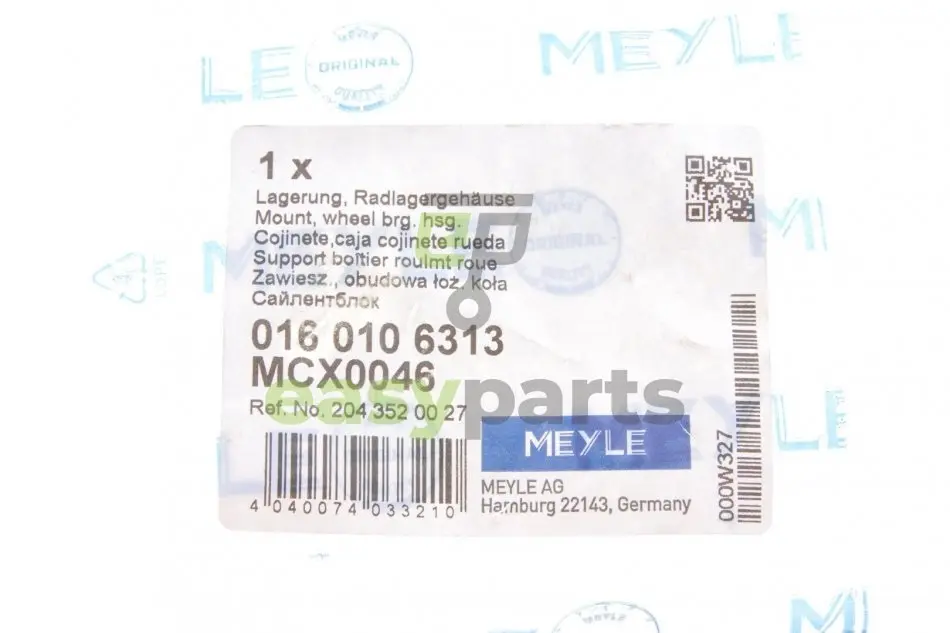 LE
MEYLE
ORIGINAL
1 x
Lagerung, Radlagergehäuse
Mount, wheel brg. hsg.
Cojinete,caja cojinete rueda
Support boîtier roulmt roue
Zawiesz., obudowa łoż. koła
Сайлентблок
016 010 6313
MCX0046
easyparts
Ref. No. 204 352 00 27
MEYLE
MEYLE AG
Hamburg 22143, Germany
4 040074 033210
000W327